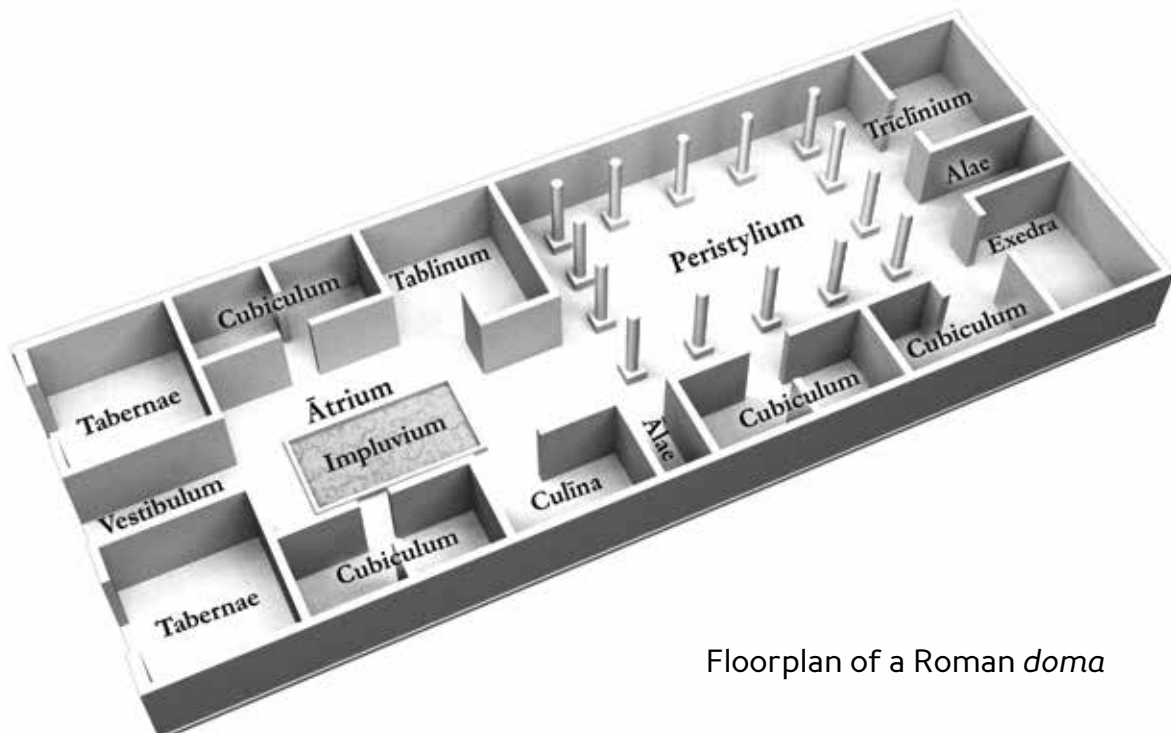 Trīclīnium
Alae
Exedra
Peristylium
Tablinum
Cubiculum
Cubiculum
Cubiculum
Tabernae
Ātrium
Impluvium
Alae
Culīna
Vestibulum
Cubiculum
Tabernae
Floorplan of a Roman doma